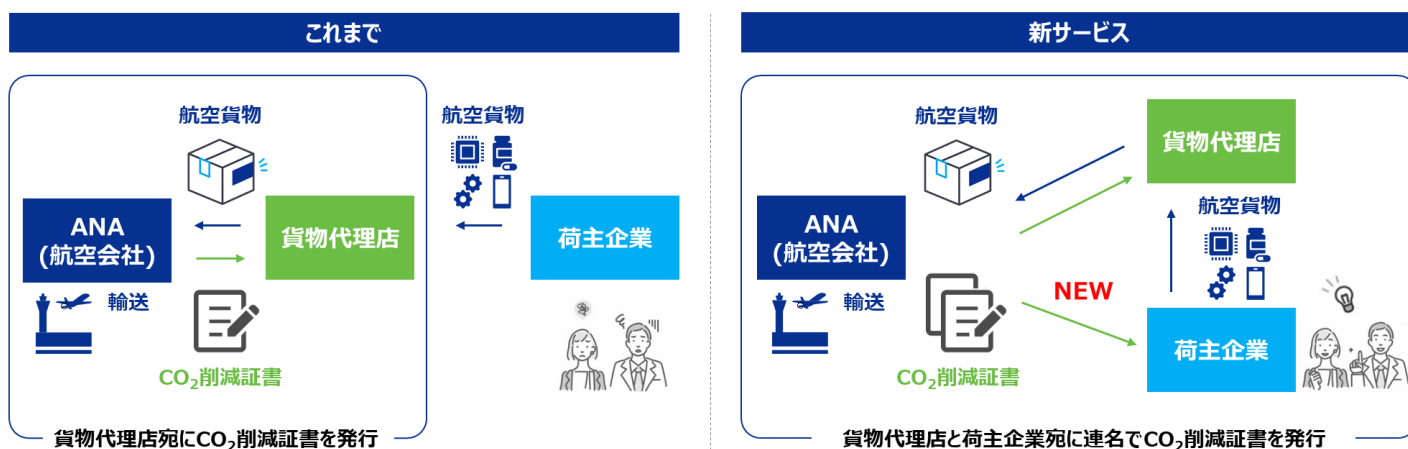 これまで
航空貨物
航空貨物
ANA
(航空会社)
貨物代理店
荷主企業
輸送
CO₂削減証書
貨物代理店宛にCO₂削減証書を発行
新サービス
航空貨物
貨物代理店
ANA
(航空会社)
航空貨物
輸送
NEW
荷主企業
CO₂削減証書
貨物代理店と荷主企業宛に連名でCO₂削減証書を発行